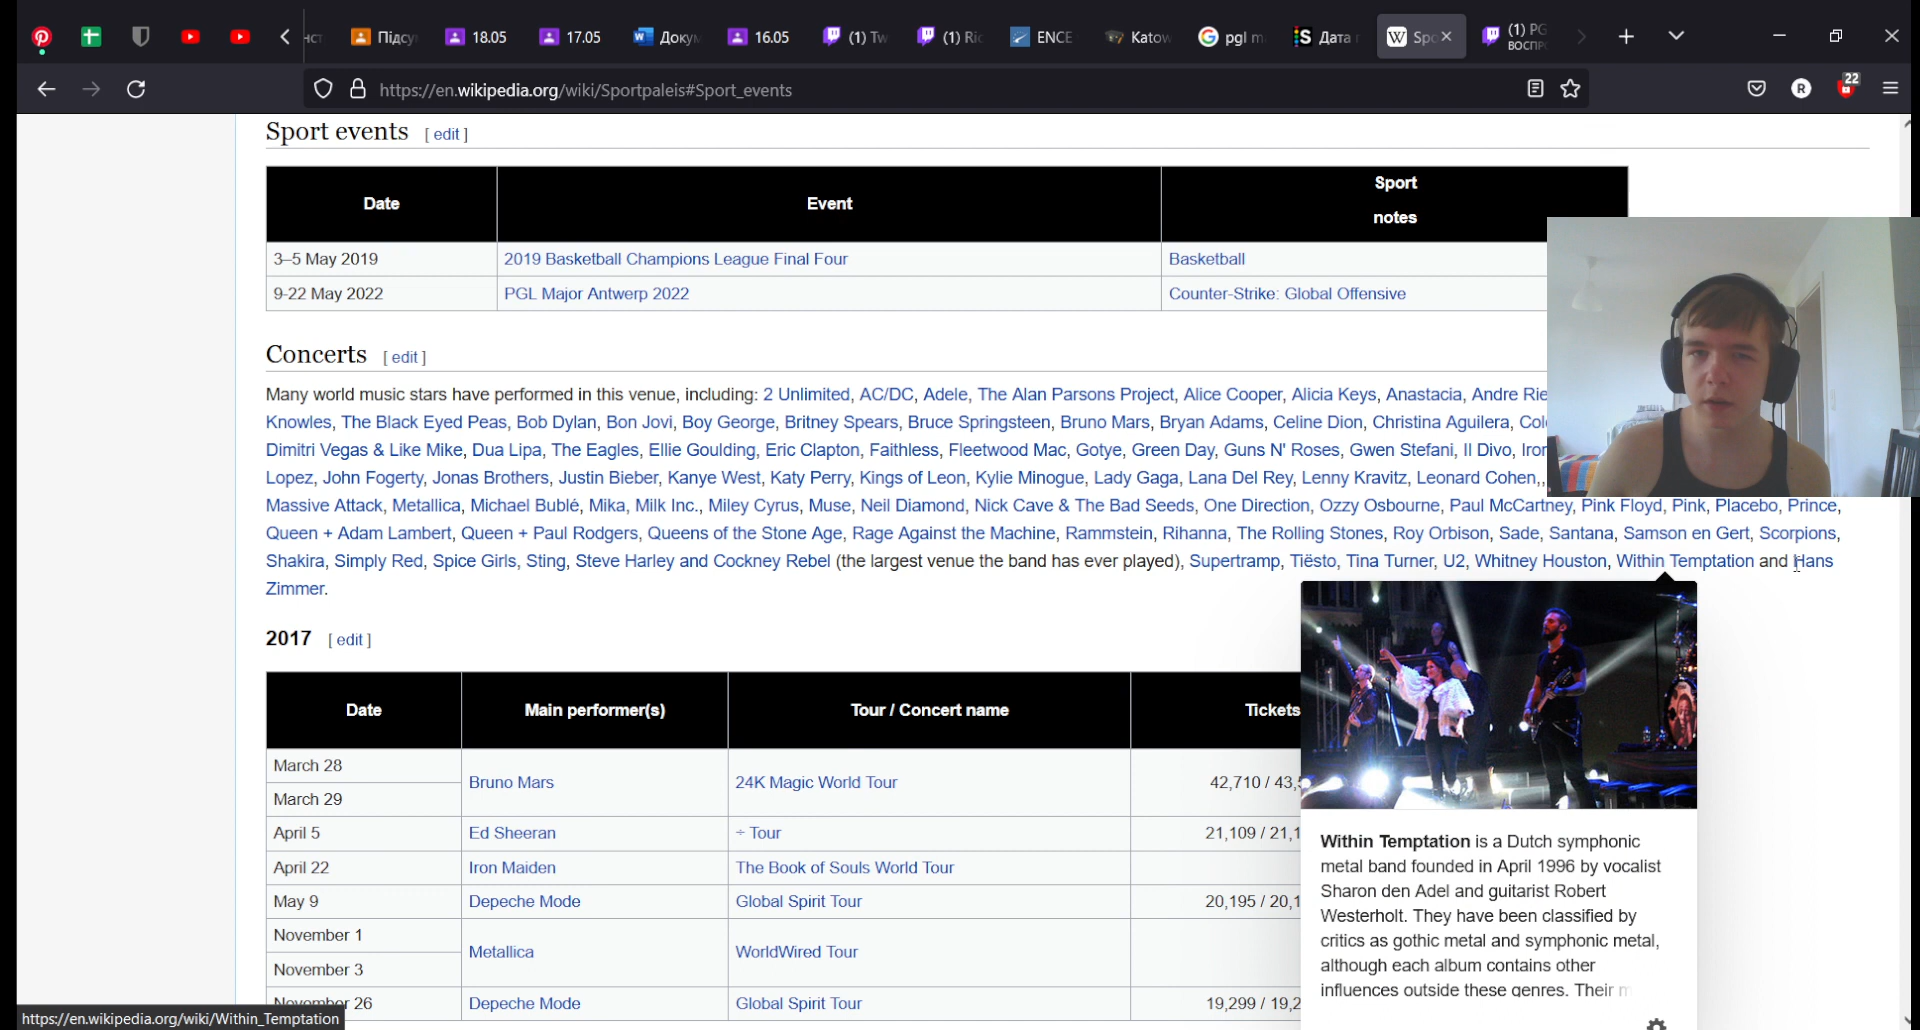 Підсу
18.05
17.05
Докум
16.05
(1) Tw
(1) Ric
ENCE
Katow
pgl m
Дата
Spo
(1) PG
ВОСПР
https://en.wikipedia.org/wiki/Sportpaleis#Sport_events
R
22
Sport events [ edit ]
Date Event Sport
notes
3–5 May 2019 2019 Basketball Champions League Final Four Basketball
9-22 May 2022 PGL Major Antwerp 2022 Counter-Strike: Global Offensive
Concerts [ edit ]
Many world music stars have performed in this venue, including: 2 Unlimited, AC/DC, Adele, The Alan Parsons Project, Alice Cooper, Alicia Keys, Anastacia, Andre Rie
Knowles, The Black Eyed Peas, Bob Dylan, Bon Jovi, Boy George, Britney Spears, Bruce Springsteen, Bruno Mars, Bryan Adams, Celine Dion, Christina Aguilera, Col
Dimitri Vegas & Like Mike, Dua Lipa, The Eagles, Ellie Goulding, Eric Clapton, Faithless, Fleetwood Mac, Gotye, Green Day, Guns N' Roses, Gwen Stefani, Il Divo, Iron
Lopez, John Fogerty, Jonas Brothers, Justin Bieber, Kanye West, Katy Perry, Kings of Leon, Kylie Minogue, Lady Gaga, Lana Del Rey, Lenny Kravitz, Leonard Cohen,,
Massive Attack, Metallica, Michael Bublé, Mika, Milk Inc., Miley Cyrus, Muse, Neil Diamond, Nick Cave & The Bad Seeds, One Direction, Ozzy Osbourne, Paul McCartney, Pink Floyd, Pink, Placebo, Prince,
Queen + Adam Lambert, Queen + Paul Rodgers, Queens of the Stone Age, Rage Against the Machine, Rammstein, Rihanna, The Rolling Stones, Roy Orbison, Sade, Santana, Samson en Gert, Scorpions,
Shakira, Simply Red, Spice Girls, Sting, Steve Harley and Cockney Rebel (the largest venue the band has ever played), Supertramp, Tiësto, Tina Turner, U2, Whitney Houston, Within Temptation and Hans
Zimmer.
2017 [ edit ]
Date Main performer(s) Tour / Concert name Tickets
March 28
Bruno Mars 24K Magic World Tour 42,710 / 43,5
March 29
April 5 Ed Sheeran ÷ Tour 21,109 / 21,1
April 22 Iron Maiden The Book of Souls World Tour
May 9 Depeche Mode Global Spirit Tour 20,195 / 20,1
November 1
Metallica WorldWired Tour
November 3
November 26 Depeche Mode Global Spirit Tour 19,299 / 19,2
Within Temptation is a Dutch symphonic
metal band founded in April 1996 by vocalist
Sharon den Adel and guitarist Robert
Westerholt. They have been classified by
critics as gothic metal and symphonic metal,
although each album contains other
influences outside these genres. Their m
https://en.wikipedia.org/wiki/Within_Temptation